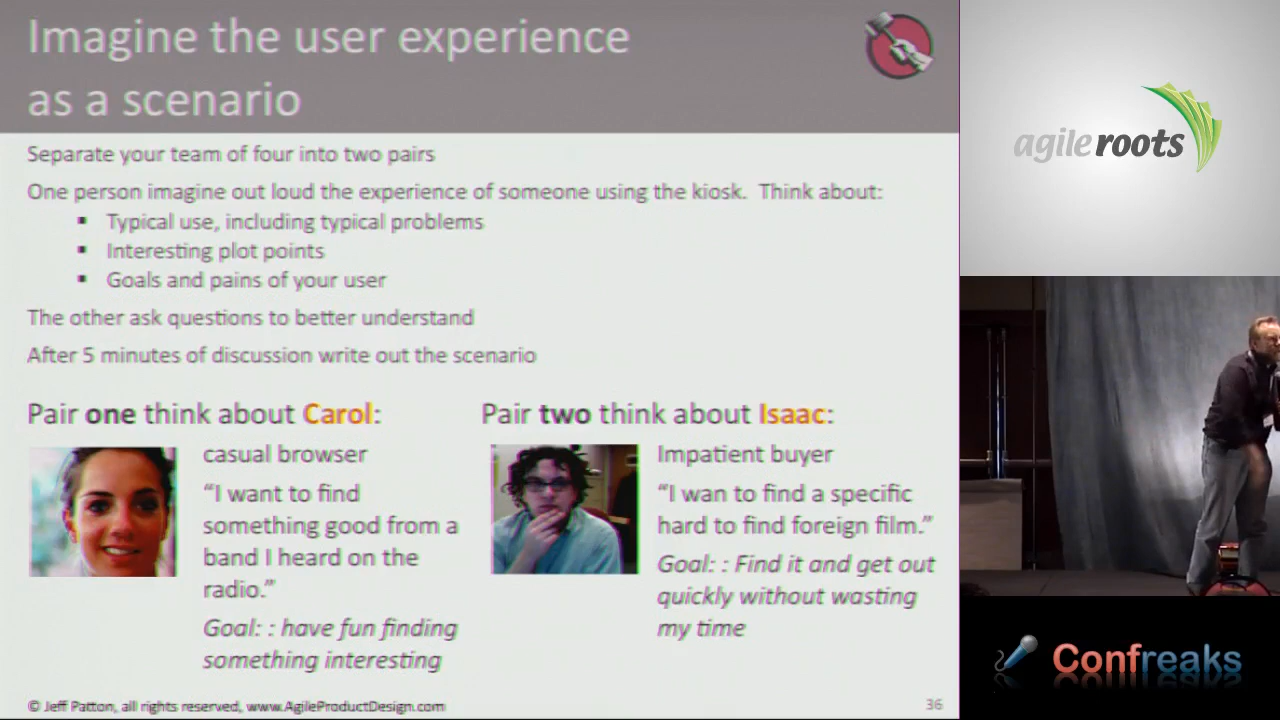 Imagine the user experience
as a scenario
Separate your team of four into two pairs
One person imagine out loud the experience of someone using the kiosk. Think about:
▪ Typical use, including typical problems
▪ Interesting plot points
▪ Goals and pains of your user
The other ask questions to better understand
After 5 minutes of discussion write out the scenario
Pair one think about Carol:
casual browser
“I want to find
something good from a
band I heard on the
radio.”
Goal: : have fun finding
something interesting
Pair two think about Isaac:
Impatient buyer
“I wan to find a specific
hard to find foreign film.”
Goal: : Find it and get out
quickly without wasting
my time
© Jeff Patton, all rights reserved, www.AgileProductDesign.com
36
agile roots
Confreaks